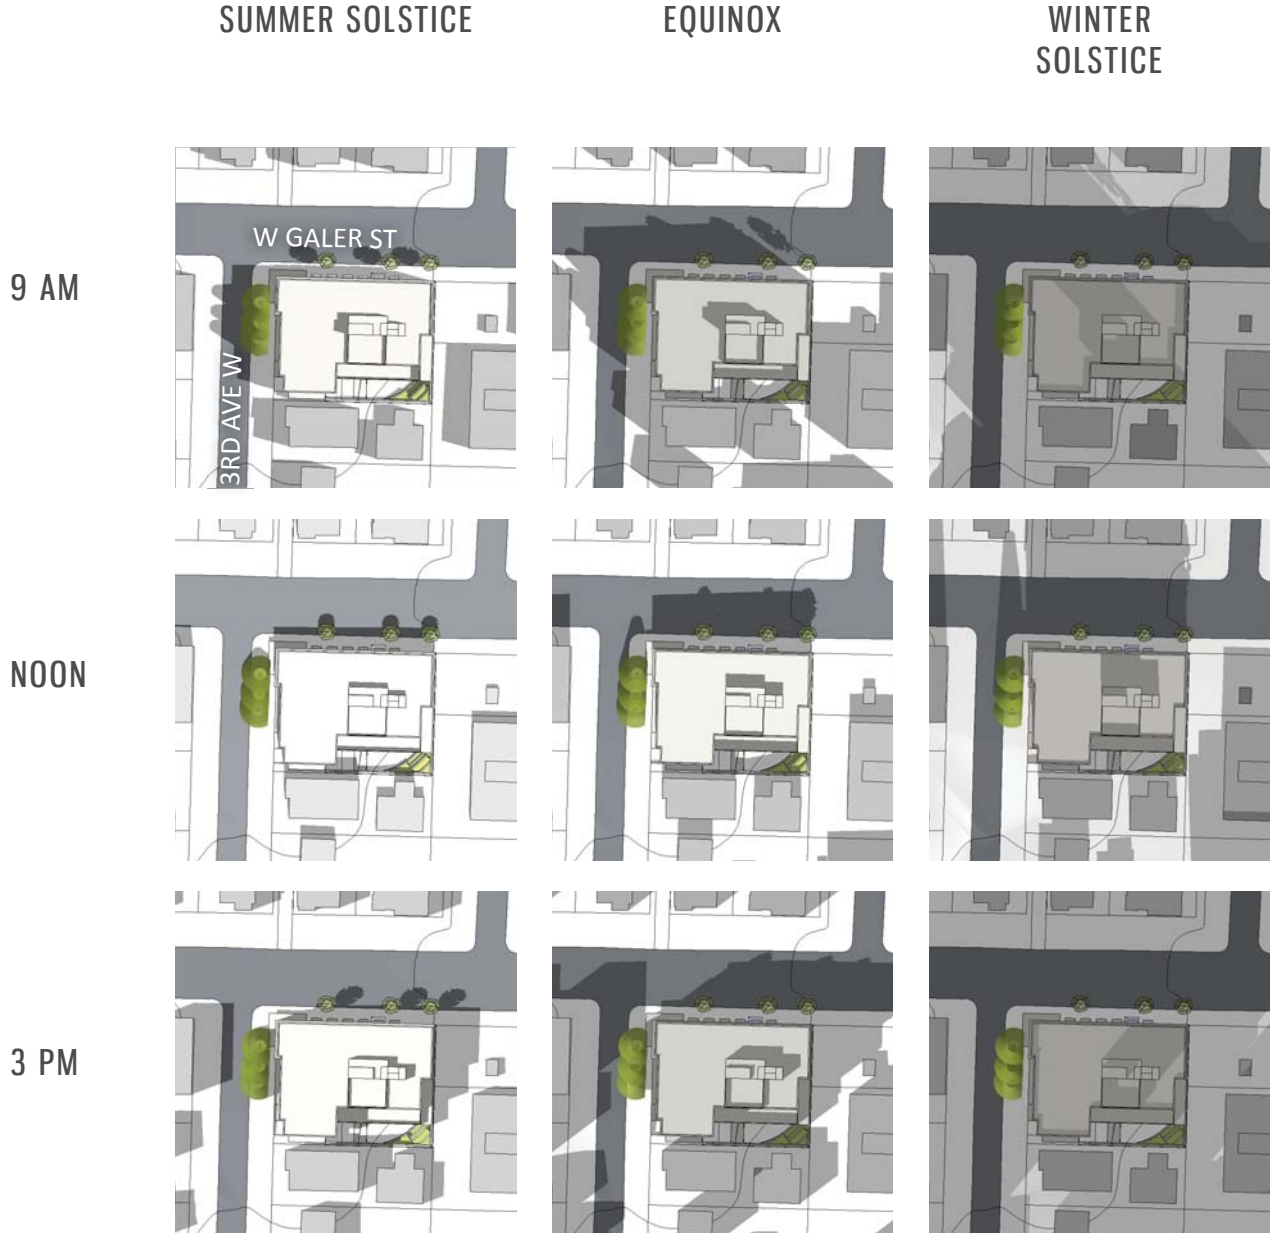 SUMMER SOLSTICE
EQUINOX
WINTER
SOLSTICE
9 AM
W GALER ST
3RD AVE W
NOON
3 PM